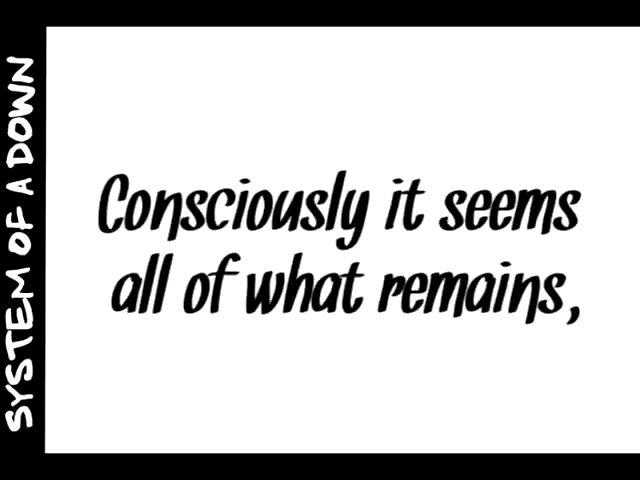 SYSTEM OF A DOWN
Consciously it seems
all of what remains,